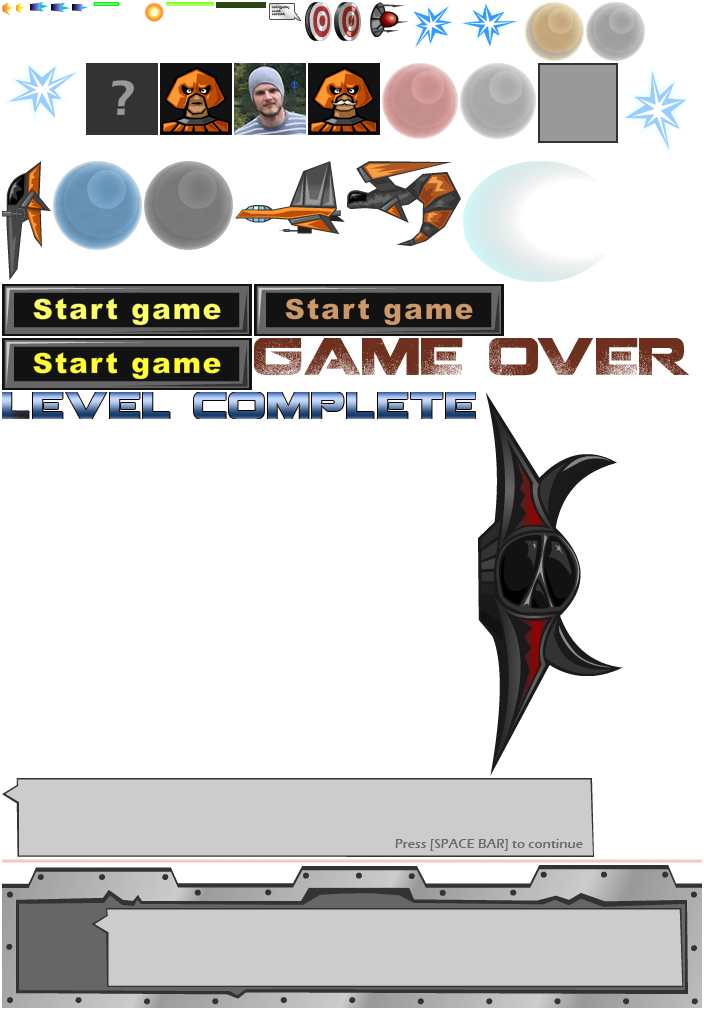 ?
Start game
Start game
Start game
GAME OVER
LEVEL COMPLETE
Press [SPACE BAR] to continue